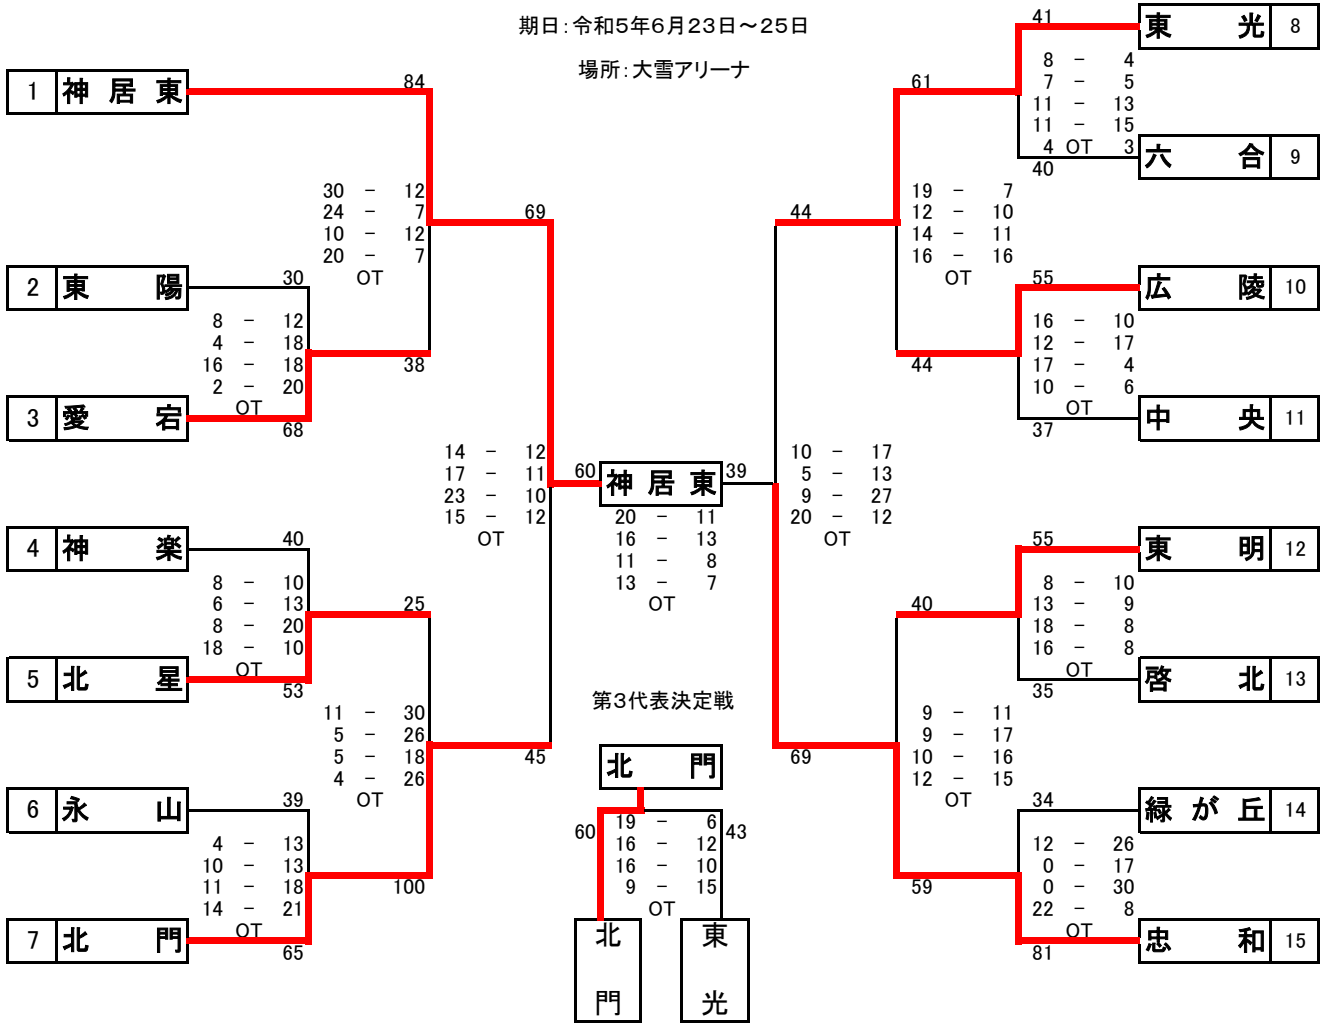 期日：令和5年6月23日～25日
場所：大雪アリーナ
1 神居東
84
30 － 12
24 － 7
10 － 12
20 － 7
OT
69
2 東陽
30
8 － 12
4 － 18
16 － 18
2 － 20
OT
3 愛宕
68
38
14 － 12
17 － 11
23 － 10
15 － 12
OT
4 神楽
40
8 － 10
6 － 13
8 － 20
18 － 10
OT
5 北星
53
25
11 － 30
5 － 26
5 － 18
4 － 26
OT
45
6 永山
39
4 － 13
10 － 13
11 － 18
14 － 21
OT
7 北門
65
100
60 神居東 39
20 － 11
16 － 13
11 － 8
13 － 7
OT
第3代表決定戦
北門
60
19 － 6
16 － 12
16 － 10
9 － 15
OT
43
北門
東光
41
東光 8
8 － 4
7 － 5
11 － 13
11 － 15
4 OT 3
40
六合 9
61
19 － 7
12 － 10
14 － 11
16 － 16
OT
44
55
広陵 10
16 － 10
12 － 17
17 － 4
10 － 6
OT
37
中央 11
44
10 － 17
5 － 13
9 － 27
20 － 12
OT
55
東明 12
8 － 10
13 － 9
18 － 8
16 － 8
OT
35
啓北 13
40
9 － 11
9 － 17
10 － 16
12 － 15
OT
69
34
緑が丘 14
12 － 26
0 － 17
0 － 30
22 － 8
OT
81
忠和 15
59